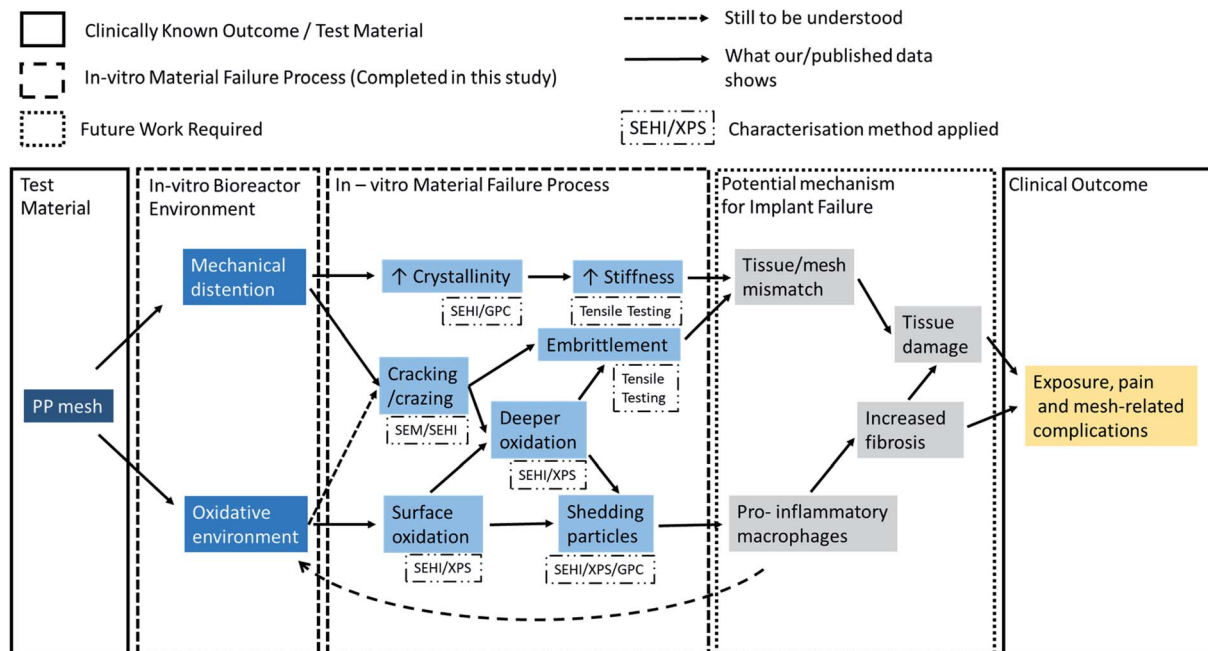 Clinically Known Outcome / Test Material
In-vitro Material Failure Process (Completed in this study)
Future Work Required
Still to be understood
What our/published data
shows
SEHI/XPS
Characterisation method applied
Test
Material
In-vitro Bioreactor
Environment
In – vitro Material Failure Process
Potential mechanism
for Implant Failure
Clinical Outcome
PP mesh
Mechanical
distention
Oxidative
environment
↑ Crystallinity
SEHI/GPC
↑ Stiffness
Tensile Testing
Embrittlement
Tensile
Testing
Cracking
/crazing
SEM/SEHI
Deeper
oxidation
SEHI/XPS
Surface
oxidation
SEHI/XPS
Shedding
particles
SEHI/XPS/GPC
Tissue/mesh
mismatch
Tissue
damage
Increased
fibrosis
Pro- inflammatory
macrophages
Exposure, pain
and mesh-related
complications